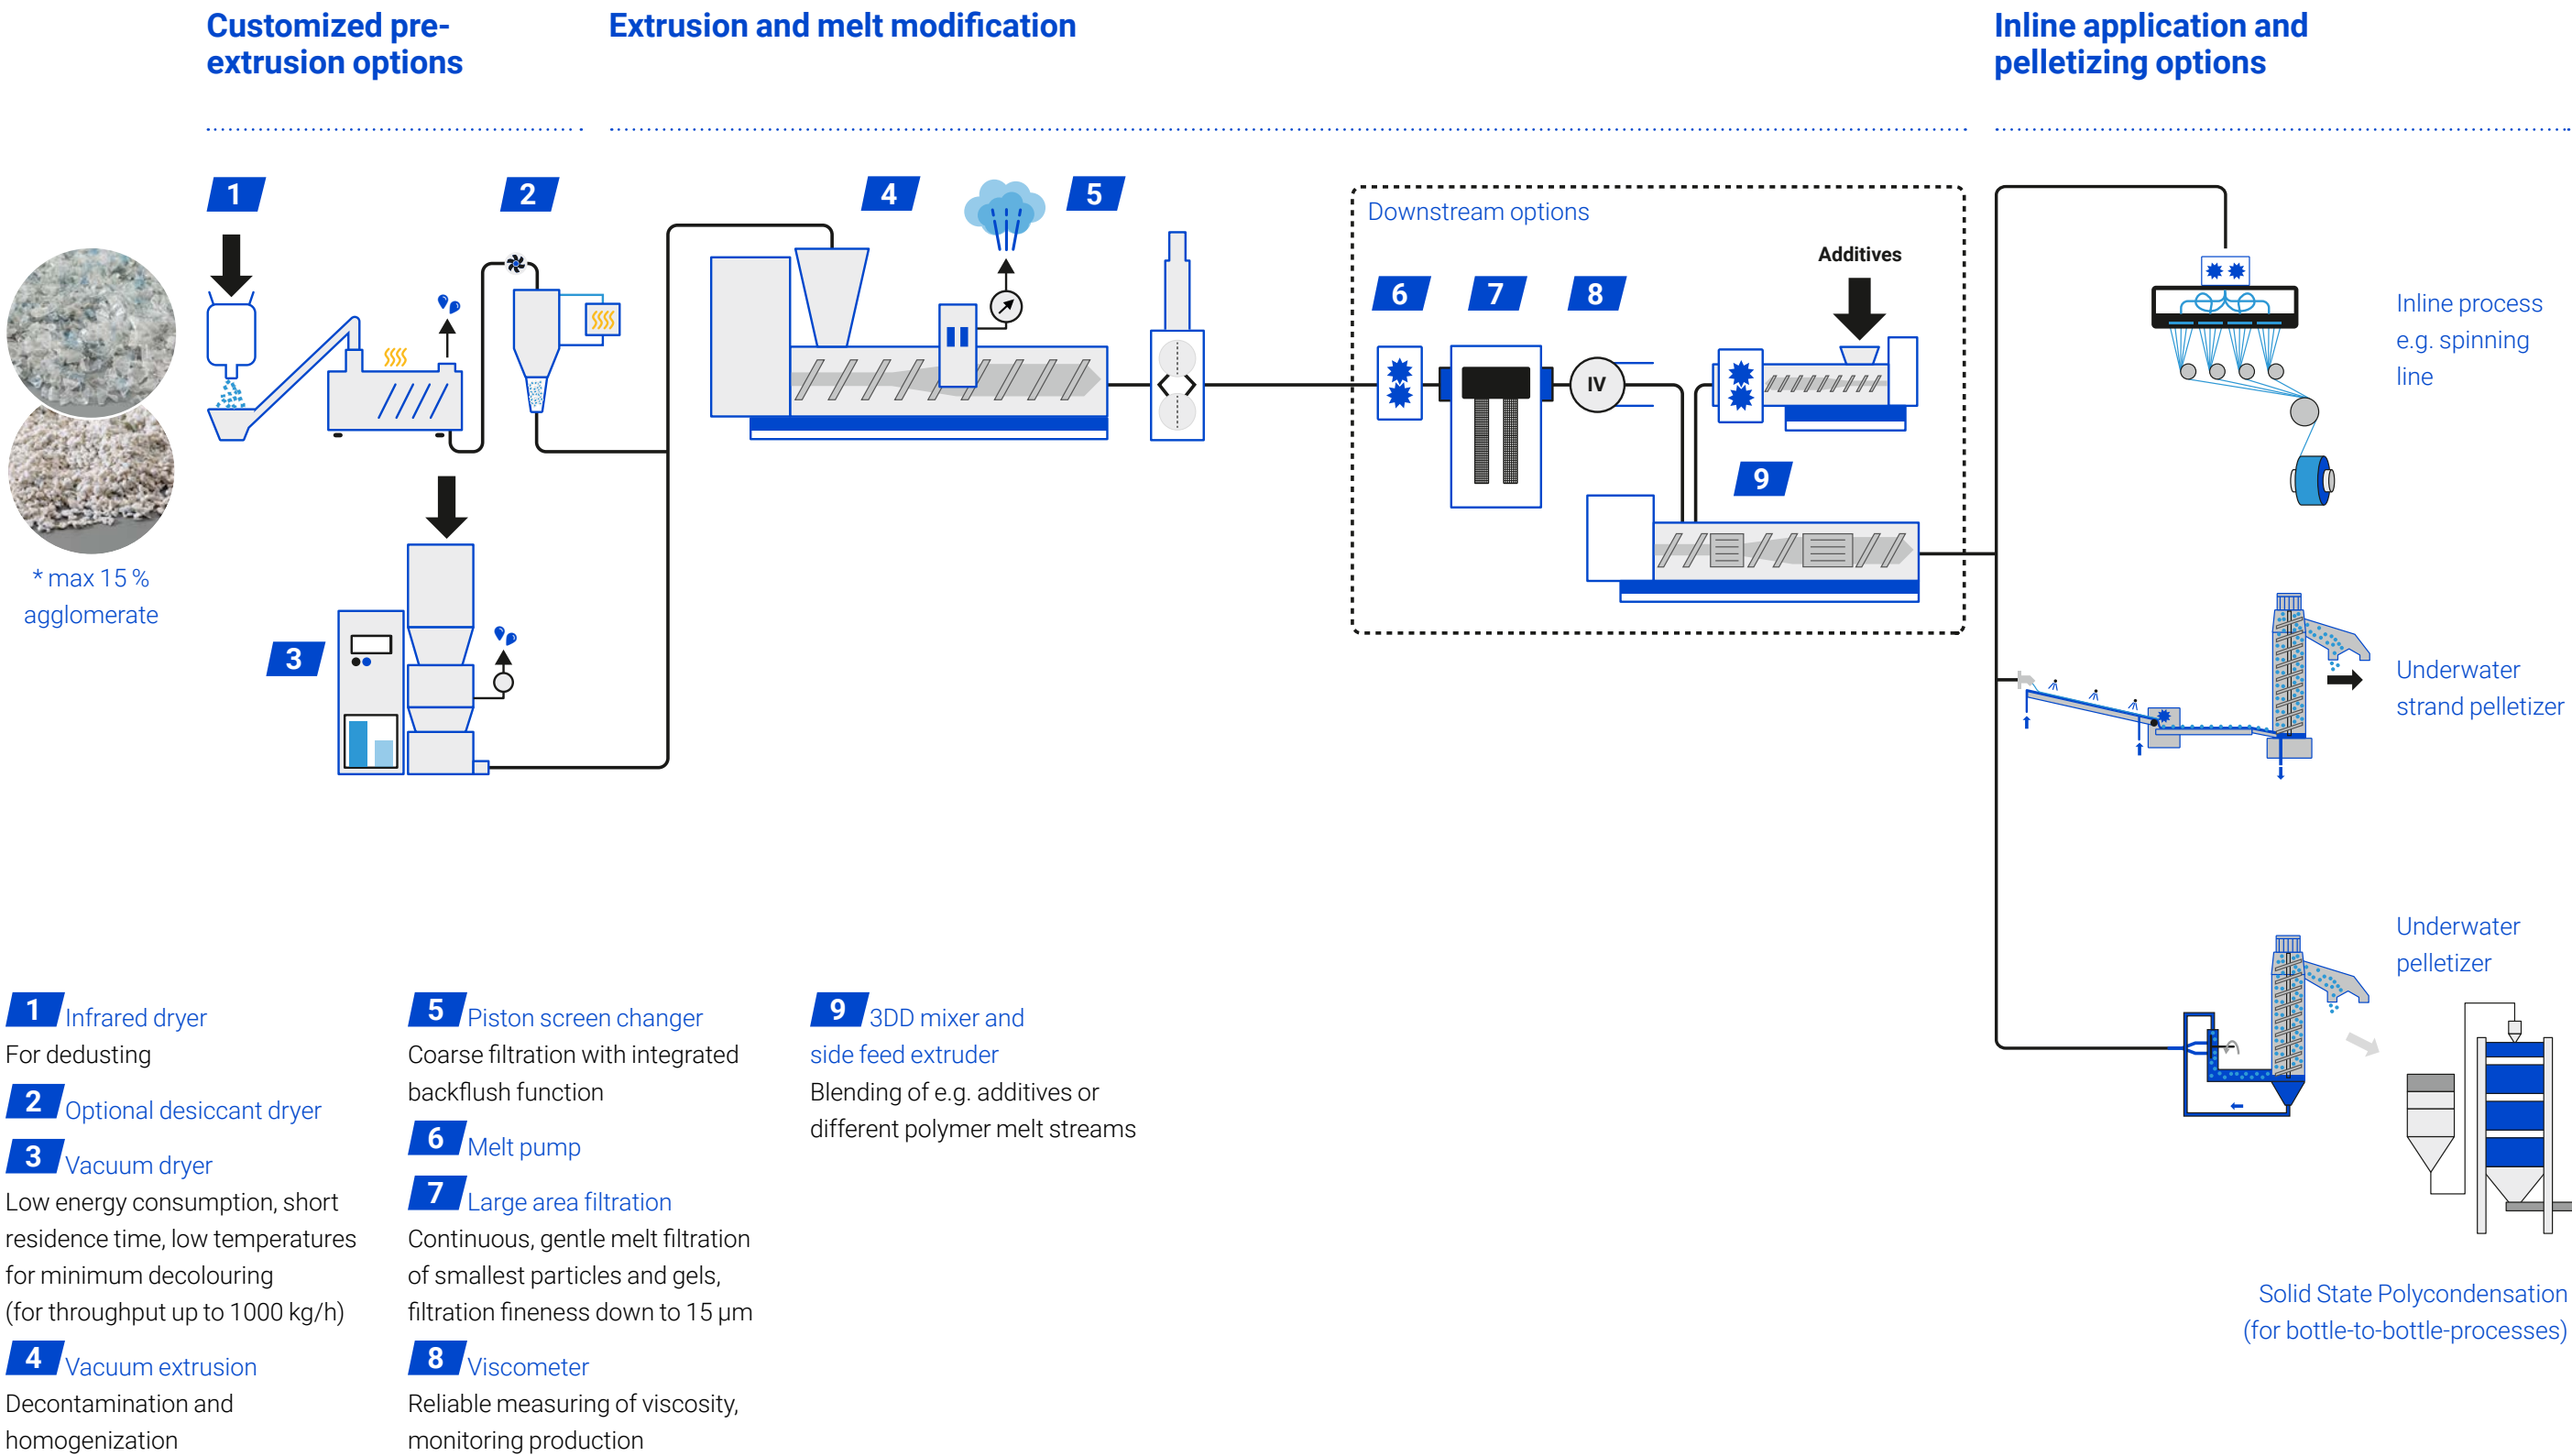 Customized pre-
extrusion options
Extrusion and melt modification
Inline application and
pelletizing options
1
2
4
5
Downstream options
Additives
6
7
8
IV
9
3
* max 15 %
agglomerate
Inline process
e.g. spinning
line
Underwater
strand pelletizer
Underwater
pelletizer
Solid State Polycondensation
(for bottle-to-bottle-processes)
1 Infrared dryer
For dedusting
2 Optional desiccant dryer
3 Vacuum dryer
Low energy consumption, short
residence time, low temperatures
for minimum decolouring
(for throughput up to 1000 kg/h)
4 Vacuum extrusion
Decontamination and
homogenization
5 Piston screen changer
Coarse filtration with integrated
backflush function
6 Melt pump
7 Large area filtration
Continuous, gentle melt filtration
of smallest particles and gels,
filtration fineness down to 15 µm
8 Viscometer
Reliable measuring of viscosity,
monitoring production
9 3DD mixer and
side feed extruder
Blending of e.g. additives or
different polymer melt streams